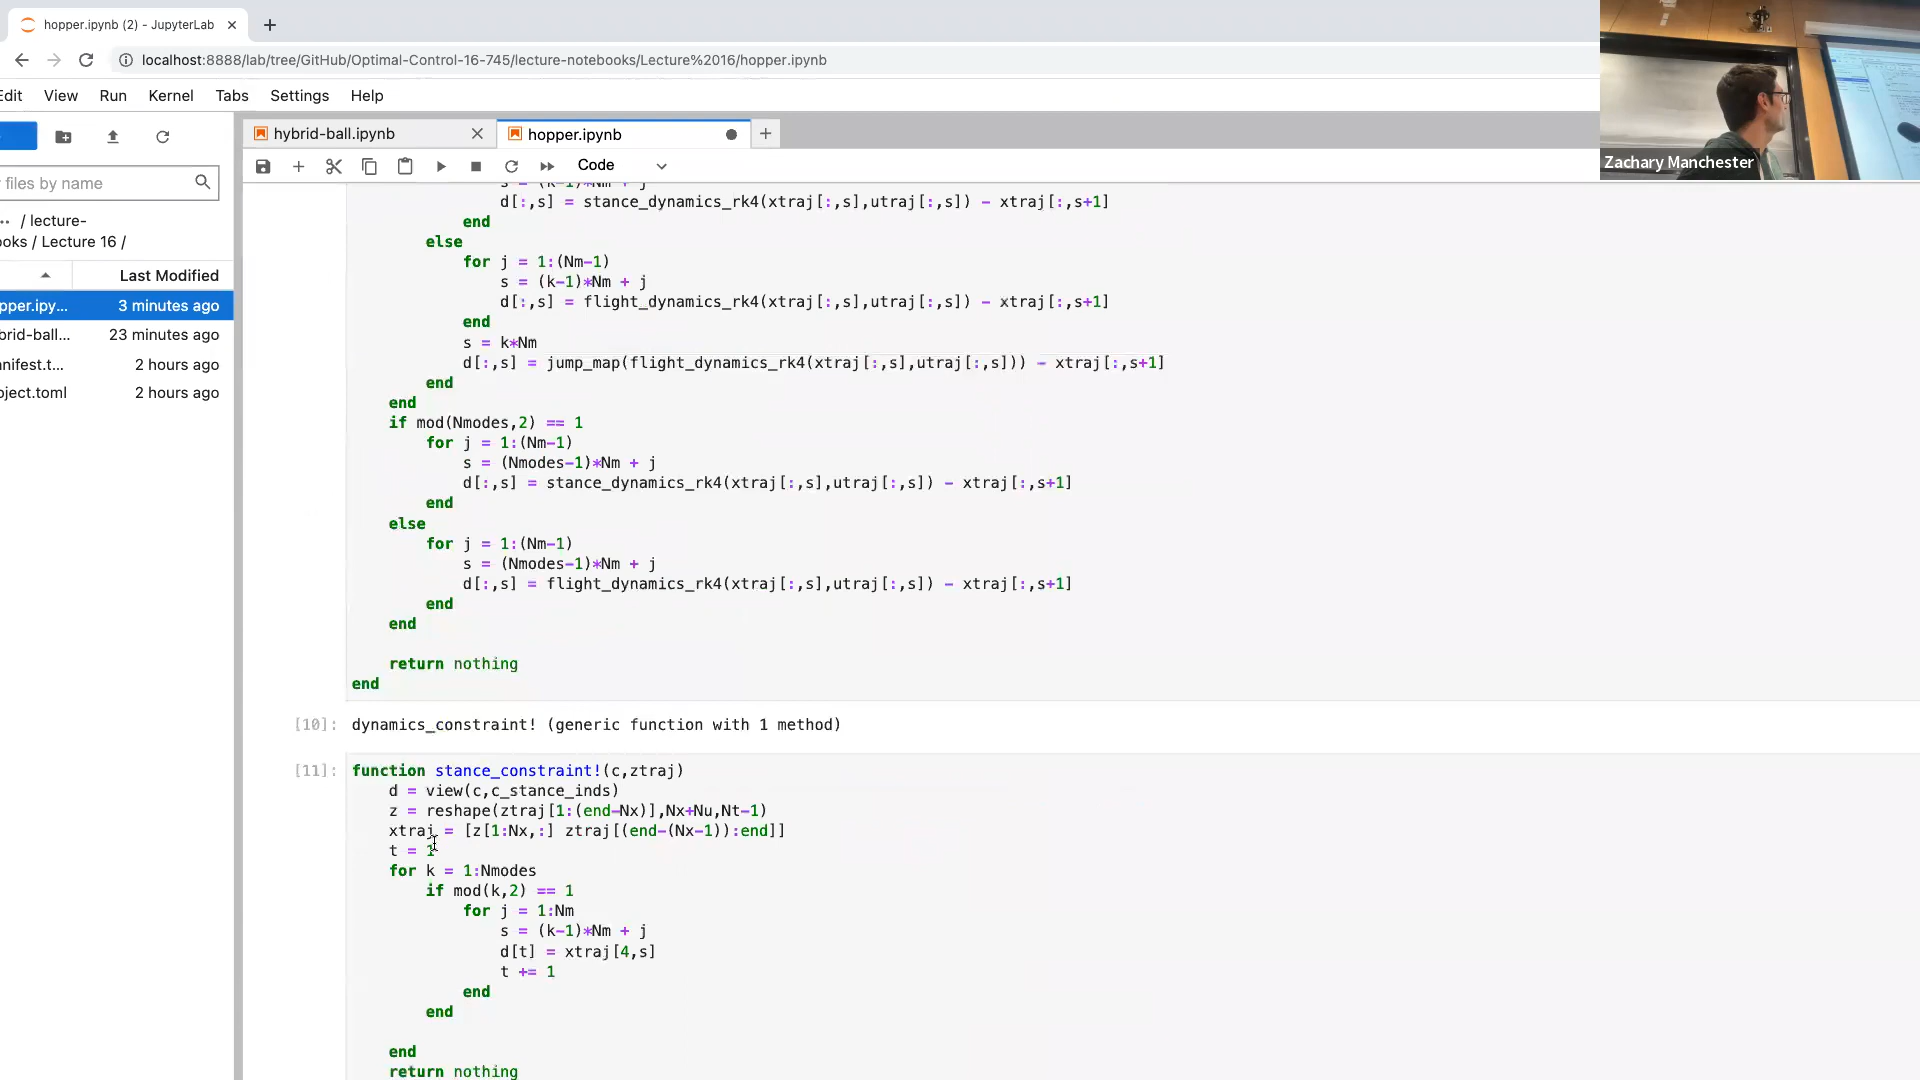 hopper.ipynb (2) - JupyterLab
localhost:8888/lab/tree/GitHub/Optimal-Control-16-745/lecture-notebooks/Lecture%2016/hopper.ipynb
Edit View Run Kernel Tabs Settings Help
hybrid-ball.ipynb
hopper.ipynb
Code
files by name
/ lecture-
ooks / Lecture 16 /
Last Modified
pper.ipy... 3 minutes ago
brid-ball... 23 minutes ago
anifest.t... 2 hours ago
oject.toml 2 hours ago
Zachary Manchester
s = (k-1)*Nm + j
d[:,s] = stance_dynamics_rk4(xtraj[:,s],utraj[:,s]) - xtraj[:,s+1]
end
else
for j = 1:(Nm-1)
s = (k-1)*Nm + j
d[:,s] = flight_dynamics_rk4(xtraj[:,s],utraj[:,s]) - xtraj[:,s+1]
end
s = k*Nm
d[:,s] = jump_map(flight_dynamics_rk4(xtraj[:,s],utraj[:,s])) - xtraj[:,s+1]
end
end
if mod(Nmodes,2) == 1
for j = 1:(Nm-1)
s = (Nmodes-1)*Nm + j
d[:,s] = stance_dynamics_rk4(xtraj[:,s],utraj[:,s]) - xtraj[:,s+1]
end
else
for j = 1:(Nm-1)
s = (Nmodes-1)*Nm + j
d[:,s] = flight_dynamics_rk4(xtraj[:,s],utraj[:,s]) - xtraj[:,s+1]
end
end
return nothing
end
[10]: dynamics_constraint! (generic function with 1 method)
[11]: function stance_constraint!(c,ztraj)
d = view(c,c_stance_inds)
z = reshape(ztraj[1:(end-Nx)],Nx+Nu,Nt-1)
xtraj = [z[1:Nx,:] ztraj[(end-(Nx-1)):end]]
t = 1
for k = 1:Nmodes
if mod(k,2) == 1
for j = 1:Nm
s = (k-1)*Nm + j
d[t] = xtraj[4,s]
t += 1
end
end
end
return nothing